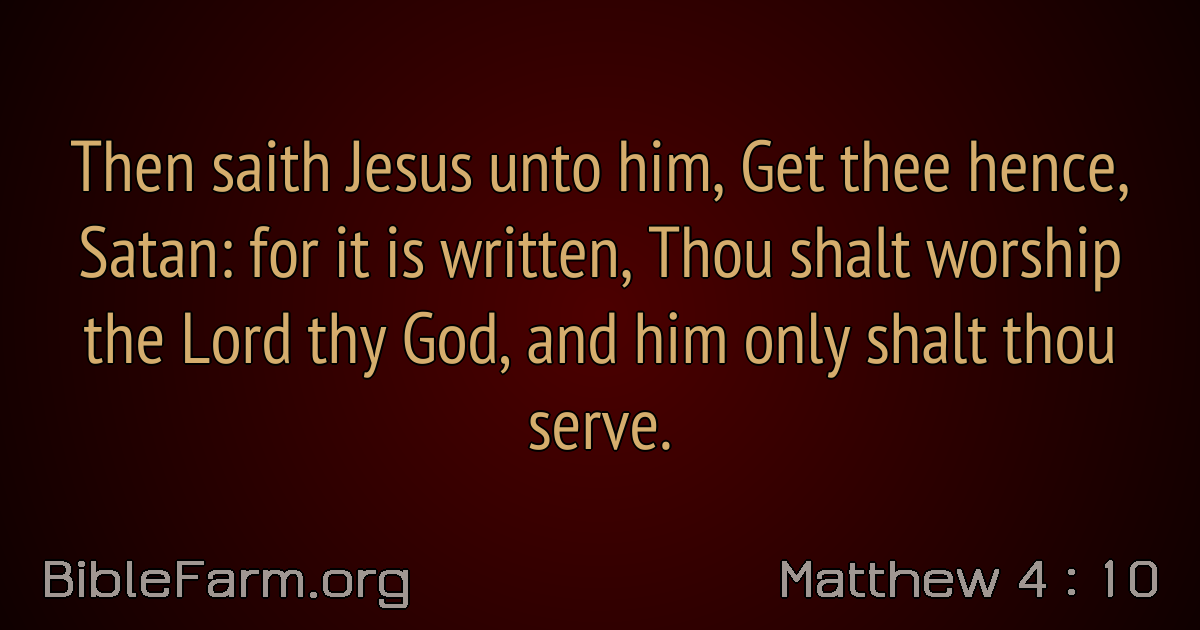 Then saith Jesus unto him, Get thee hence,
Satan: for it is written, Thou shalt worship
the Lord thy God, and him only shalt thou
serve.
BibleFarm.org
Matthew 4 : 10